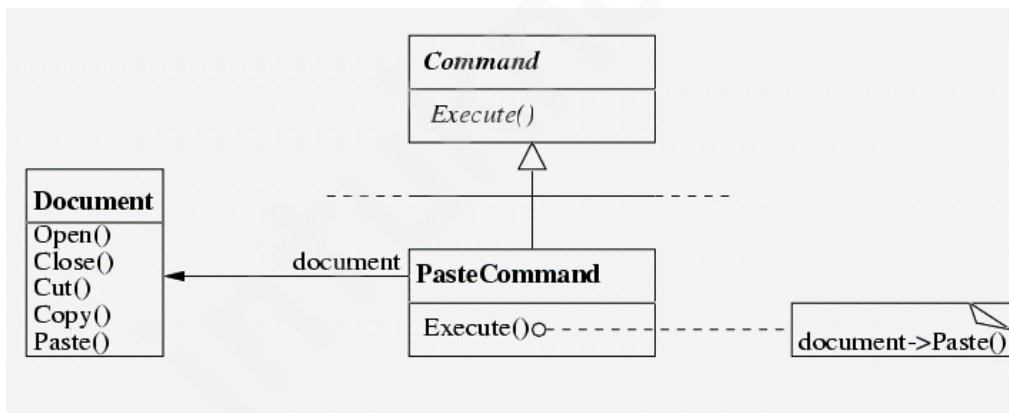 Command
Execute()
Document
Open()
Close()
Cut()
Copy()
Paste()
document
PasteCommand
Execute()
document->Paste()